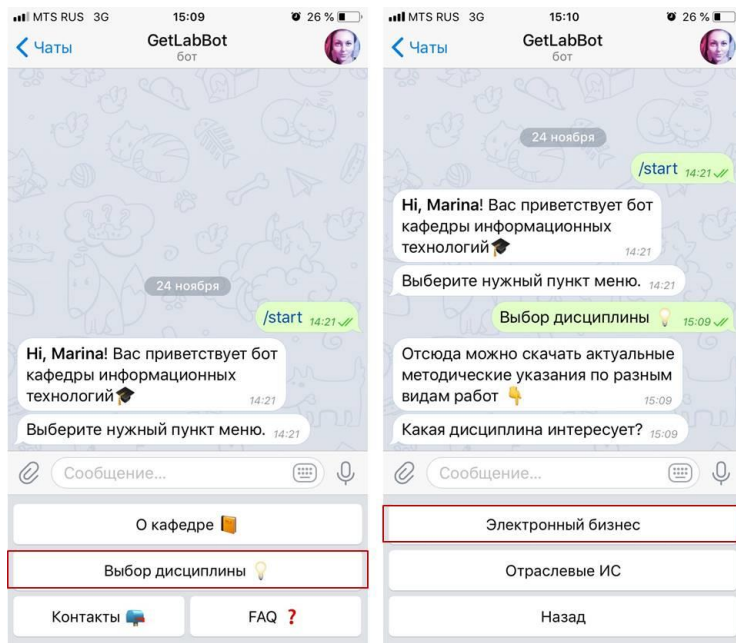 MTS RUS 3G 15:09 26 %
Чаты GetLabBot
бот
24 ноября
/start 14:21
Hi, Marina! Вас приветствует бот
кафедры информационных
технологий🎓 14:21
Выберите нужный пункт меню. 14:21
Сообщение...
О кафедре 📔
Выбор дисциплины 💡
Контакты 📪 FAQ ❓
MTS RUS 3G 15:10 26 %
Чаты GetLabBot
бот
24 ноября
/start 14:21
Hi, Marina! Вас приветствует бот
кафедры информационных
технологий🎓 14:21
Выберите нужный пункт меню. 14:21
Выбор дисциплины 💡 15:09
Отсюда можно скачать актуальные
методические указания по разным
видам работ 👇 15:09
Какая дисциплина интересует? 15:09
Сообщение...
Электронный бизнес
Отраслевые ИС
Назад